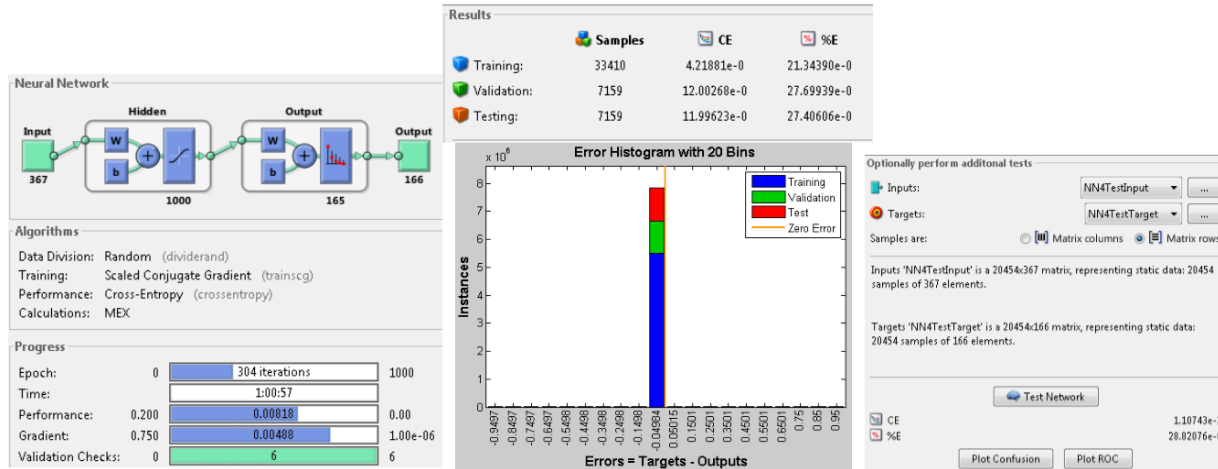 Neural Network
Hidden
Output
Input
Output
W
b
+
W
b
+
367
1000
165
166
Algorithms
Data Division: Random (dividerand)
Training: Scaled Conjugate Gradient (trainscg)
Performance: Cross-Entropy (crossentropy)
Calculations: MEX
Progress
Epoch: 0 304 iterations 1000
Time: 1:00:57
Performance: 0.200 0.00818 0.00
Gradient: 0.750 0.00488 1.00e-06
Validation Checks: 0 6 6
Results
Samples CE %E
Training: 33410 4.21881e-0 21.34390e-0
Validation: 7159 12.00268e-0 27.69939e-0
Testing: 7159 11.99623e-0 27.40606e-0
Error Histogram with 20 Bins
x 10^6
Training
Validation
Test
Zero Error
8
7
6
5
4
3
2
1
0
Instances
-0.9497 -0.8497 -0.7497 -0.6497 -0.5498 -0.4498 -0.3498 -0.2498 -0.1498 -0.04984 0.05015 0.1501 0.2501 0.3501 0.4501 0.5501 0.6501 0.75 0.85 0.95
Errors = Targets - Outputs
Optionally perform additonal tests
Inputs: NN4TestInput ...
Targets: NN4TestTarget ...
Samples are: Matrix columns Matrix rows
Inputs 'NN4TestInput' is a 20454x367 matrix, representing static data: 20454
samples of 367 elements.
Targets 'NN4TestTarget' is a 20454x166 matrix, representing static data:
20454 samples of 166 elements.
Test Network
CE
%E
Plot Confusion
Plot ROC